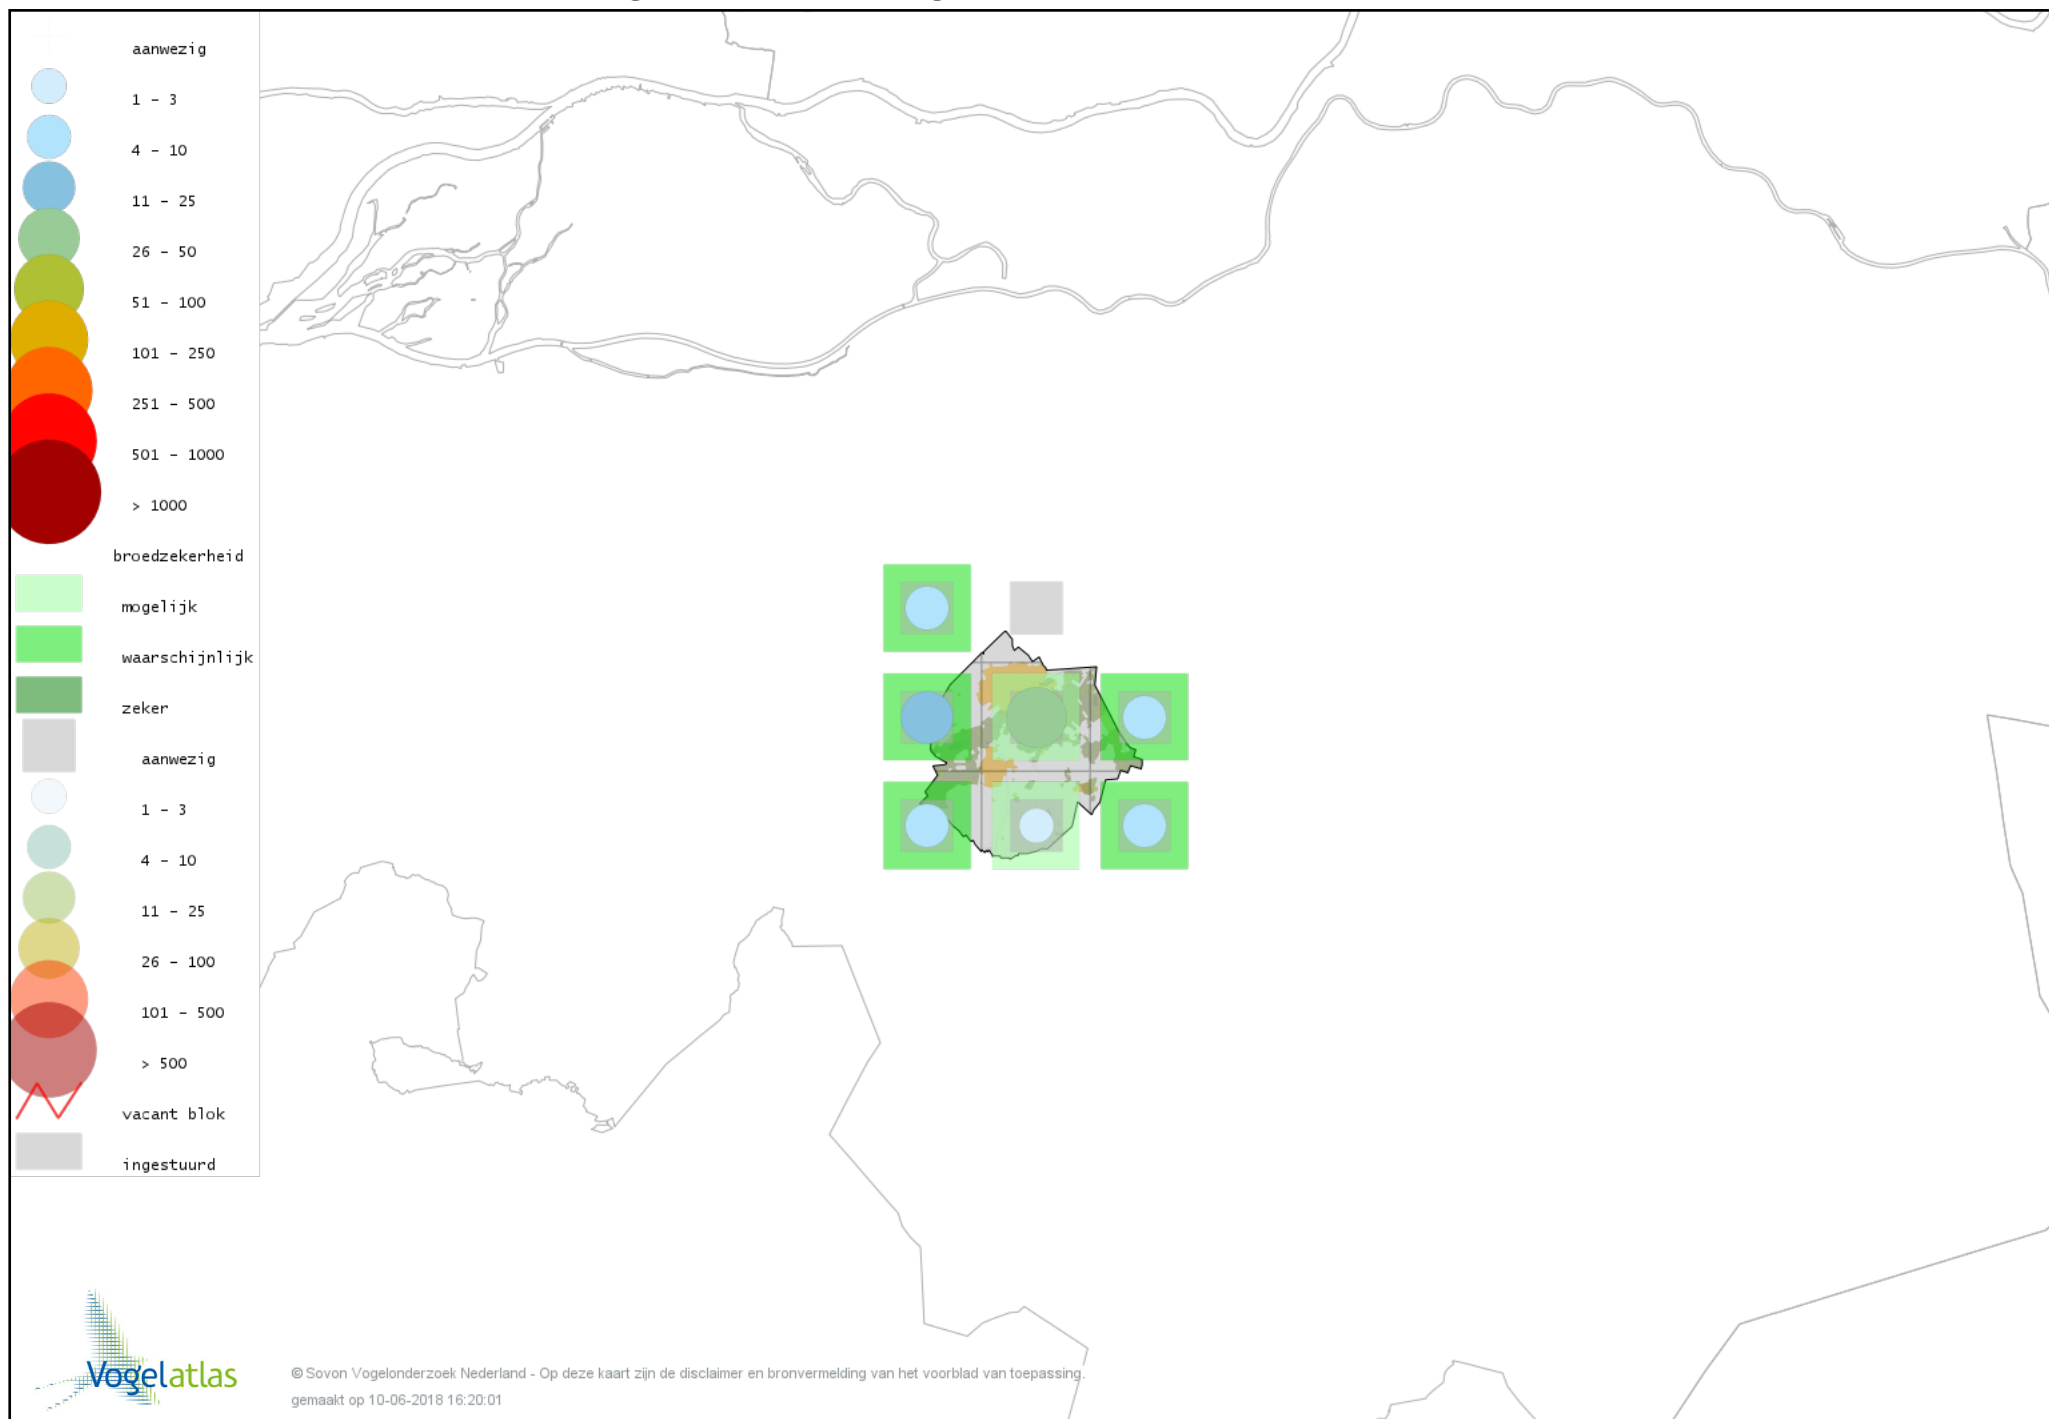 aanwezig
1 - 3
4 - 10
11 - 25
26 - 50
51 - 100
101 - 250
251 - 500
501 - 1000
> 1000
broedzekerheid
mogelijk
waarschijnlijk
zeker
aanwezig
1 - 3
4 - 10
11 - 25
26 - 100
101 - 500
> 500
vacant blok
ingestuurd
Vogelatlas
© Sovon Vogelonderzoek Nederland - Op deze kaart zijn de disclaimer en bronvermelding van het voorblad van toepassing.
gemaakt op 10-06-2018 16:20:01